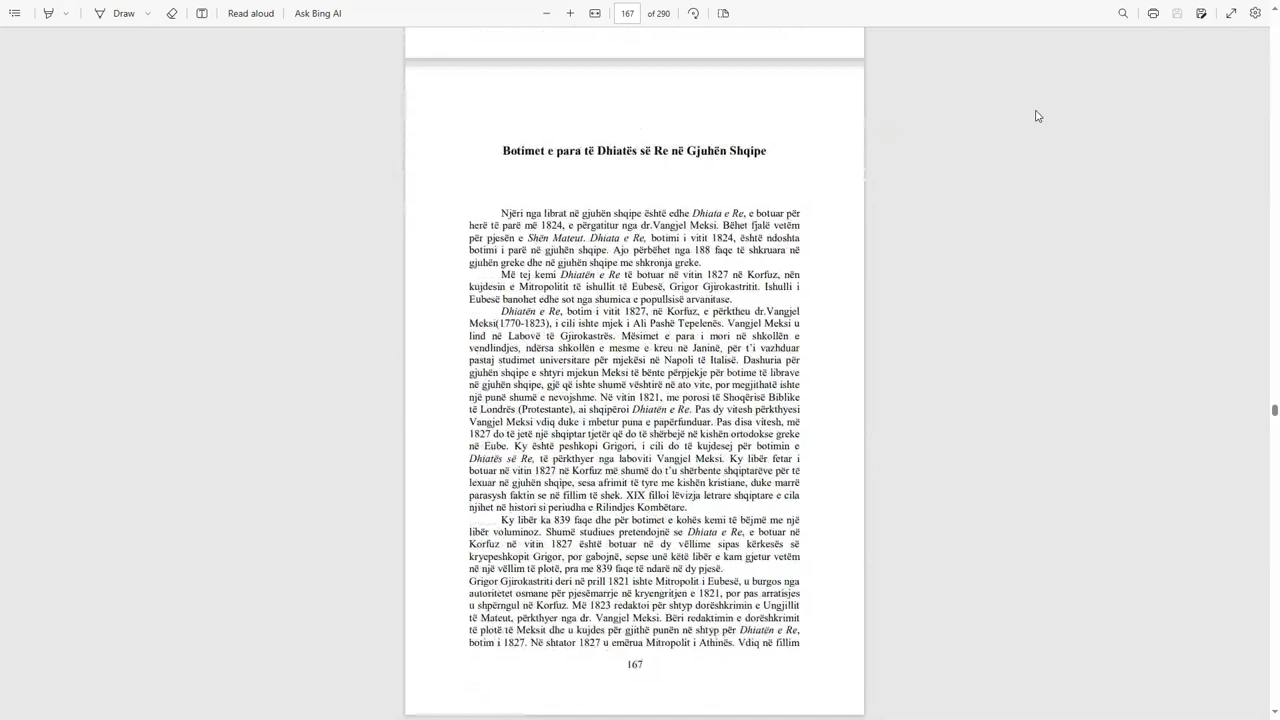 Draw
Read aloud
Ask Bing AI
167
of 290
Botimet e para të Dhiatës së Re në Gjuhën Shqipe
Njëri nga librat në gjuhën shqipe është edhe Dhiata e Re, e botuar për
herë të parë më 1824, e përgatitur nga dr.Vangjel Meksi. Bëhet fjalë vetëm
për pjesën e Shën Mateut. Dhiata e Re, botimi i vitit 1824, është ndoshta
botimi i parë në gjuhën shqipe. Ajo përbëhet nga 188 faqe të shkruara në
gjuhën greke dhe në gjuhën shqipe me shkronja greke.
Më tej kemi Dhiatën e Re të botuar në vitin 1827 në Korfuz, nën
kujdesin e Mitropolitit të ishullit të Eubesë, Grigor Gjirokastritit. Ishulli i
Eubesë banohet edhe sot nga shumica e popullsisë arvanitase.
Dhiatën e Re, botim i vitit 1827, në Korfuz, e përktheu dr.Vangjel
Meksi(1770-1823), i cili ishte mjek i Ali Pashë Tepelenës. Vangjel Meksi u
lind në Labovë të Gjirokastrës. Mësimet e para i mori në shkollën e
vendlindjes, ndërsa shkollën e mesme e kreu në Janinë, për t’i vazhduar
pastaj studimet universitare për mjekësi në Napoli të Italisë. Dashuria për
gjuhën shqipe e shtyri mjekun Meksi të bënte përpjekje për botime të librave
në gjuhën shqipe, gjë që ishte shumë vështirë në ato vite, por megjithatë ishte
një punë shumë e nevojshme. Në vitin 1821, me porosi të Shoqërisë Biblike
të Londrës (Protestante), ai shqipëroi Dhiatën e Re. Pas dy vitesh përkthyesi
Vangjel Meksi vdiq duke i mbetur puna e papërfunduar. Pas disa vitesh, më
1827 do të jetë një shqiptar tjetër që do të shërbejë në kishën ortodokse greke
në Eube. Ky është peshkopi Grigori, i cili do të kujdesej për botimin e
Dhiatës së Re, të përkthyer nga laboviti Vangjel Meksi. Ky libër fetar i
botuar në vitin 1827 në Korfuz më shumë do t’u shërbente shqiptarëve për të
lexuar në gjuhën shqipe, sesa afrimit të tyre me kishën kristiane, duke marrë
parasysh faktin se në fillim të shek. XIX filloi lëvizja letrare shqiptare e cila
njihet në histori si periudha e Rilindjes Kombëtare.
Ky libër ka 839 faqe dhe për botimet e kohës kemi të bëjmë me një
libër voluminoz. Shumë studiues pretendojnë se Dhiata e Re, e botuar në
Korfuz në vitin 1827 është botuar në dy vëllime sipas kërkesës së
kryepeshkopit Grigor, por gabojnë, sepse unë këtë libër e kam gjetur vetëm
në një vëllim të plotë, pra me 839 faqe të ndarë në dy pjesë.
Grigor Gjirokastriti deri në prill 1821 ishte Mitropolit i Eubesë, u burgos nga
autoritetet osmane për pjesëmarrje në kryengritjen e 1821, por pas arratisjes
u shpërngul në Korfuz. Më 1823 redaktoi për shtyp dorëshkrimin e Ungjillit
të Mateut, përkthyer nga dr. Vangjel Meksi. Bëri redaktimin e dorëshkrimit
të plotë të Meksit dhe u kujdes për gjithë punën në shtyp për Dhiatën e Re,
botim i 1827. Në shtator 1827 u emërua Mitropolit i Athinës. Vdiq në fillim
167